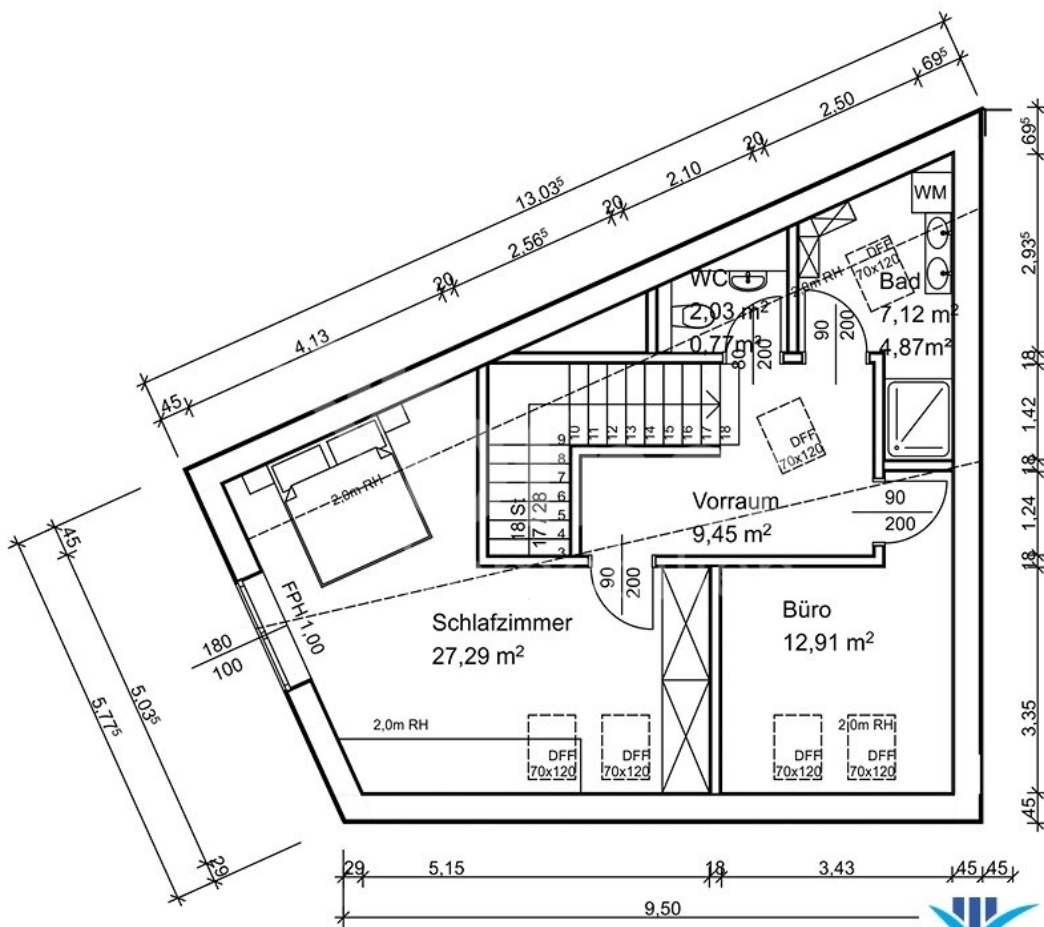 69⁵
2.50
20
2.10
13,03⁵
20
2.56⁵
20
4,13
45
69⁵
2.93⁵
18
1.42
18
1.24
18
3.35
45
WM
DFF
70x120
2,0m RH
Bad
7,12 m²
4,87m²
WC
2,03 m²
0,77m²
80
200
90
200
10
11
12
13
14
15
16
17
18
9
8
7
6
5
4
3
18 St
17 / 28
DFF
70x120
2,0m RH
Vorraum
9,45 m²
90
200
90
200
45
5.03⁵
5,77⁵
29
180
100
FPH 1,00
Schlafzimmer
27,29 m²
Büro
12,91 m²
2,0m RH
DFF
70x120
DFF
70x120
DFF
70x120
2,0m RH
DFF
70x120
29
5,15
18
3,43
45
45
9,50